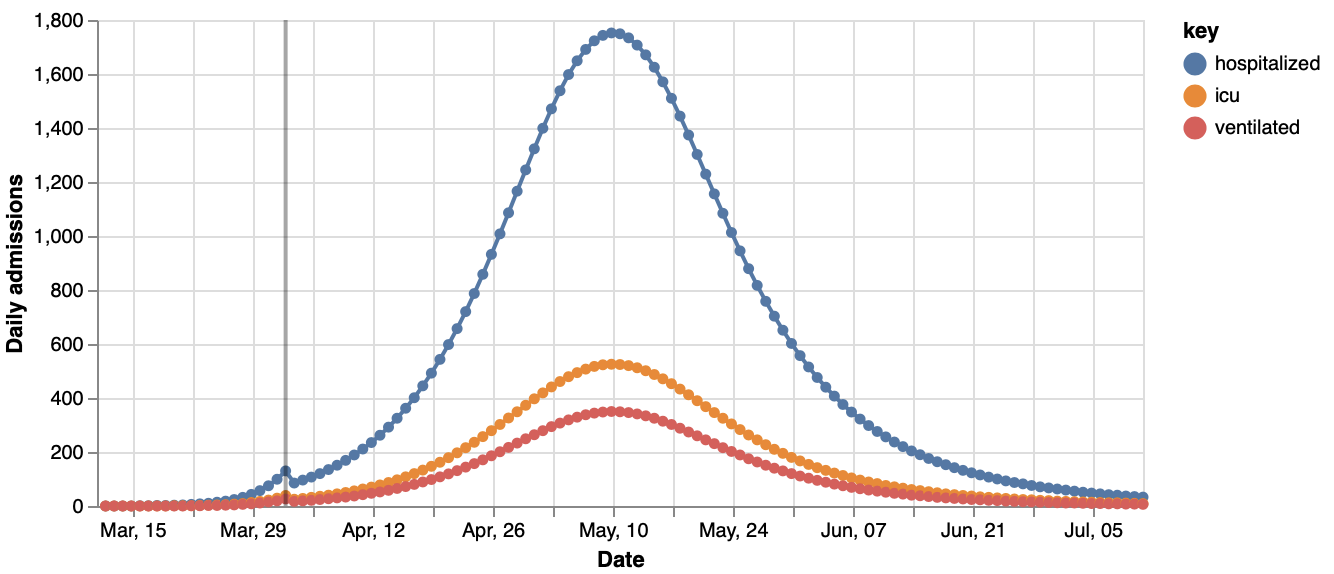 1,800
1,600
1,400
1,200
1,000
800
600
400
200
0
Daily admissions
Mar, 15
Mar, 29
Apr, 12
Apr, 26
May, 10
May, 24
Jun, 07
Jun, 21
Jul, 05
Date
key
hospitalized
icu
ventilated